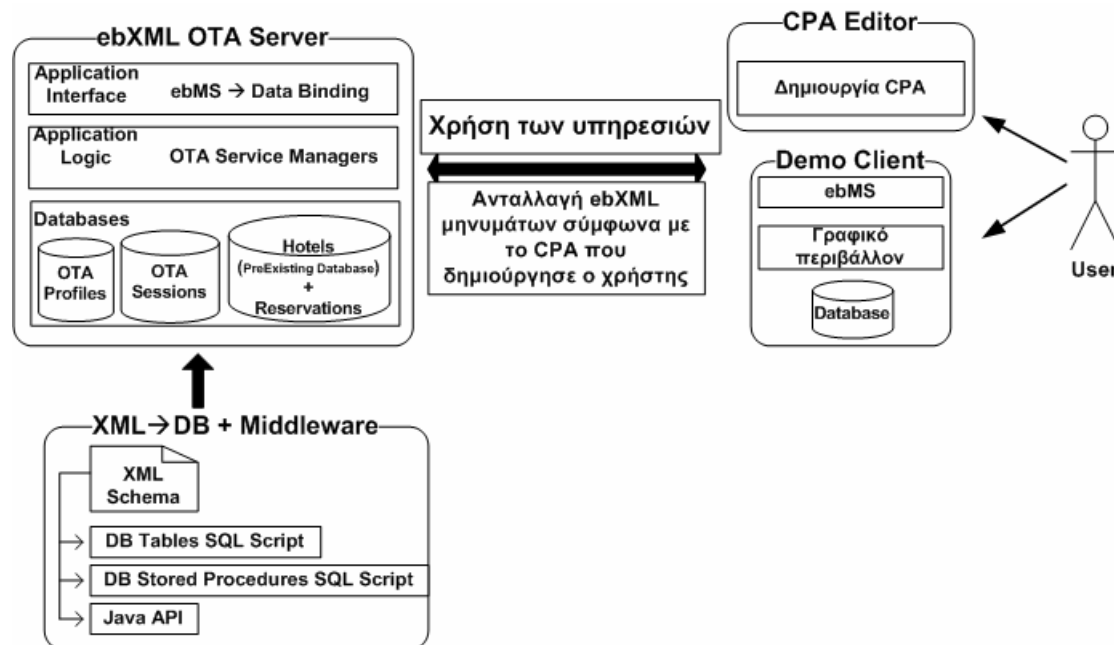 ebXML OTA Server
Application
Interface
ebMS → Data Binding
Application
Logic
OTA Service Managers
Databases
OTA
Profiles
OTA
Sessions
Hotels
(PreExisting Database)
+
Reservations
Χρήση των υπηρεσιών
Ανταλλαγή ebXML
μηνυμάτων σύμφωνα με
το CPA που
δημιούργησε ο χρήστης
CPA Editor
Δημιουργία CPA
Demo Client
ebMS
Γραφικό
περιβάλλον
Database
User
XML→DB + Middleware
XML
Schema
DB Tables SQL Script
DB Stored Procedures SQL Script
Java API